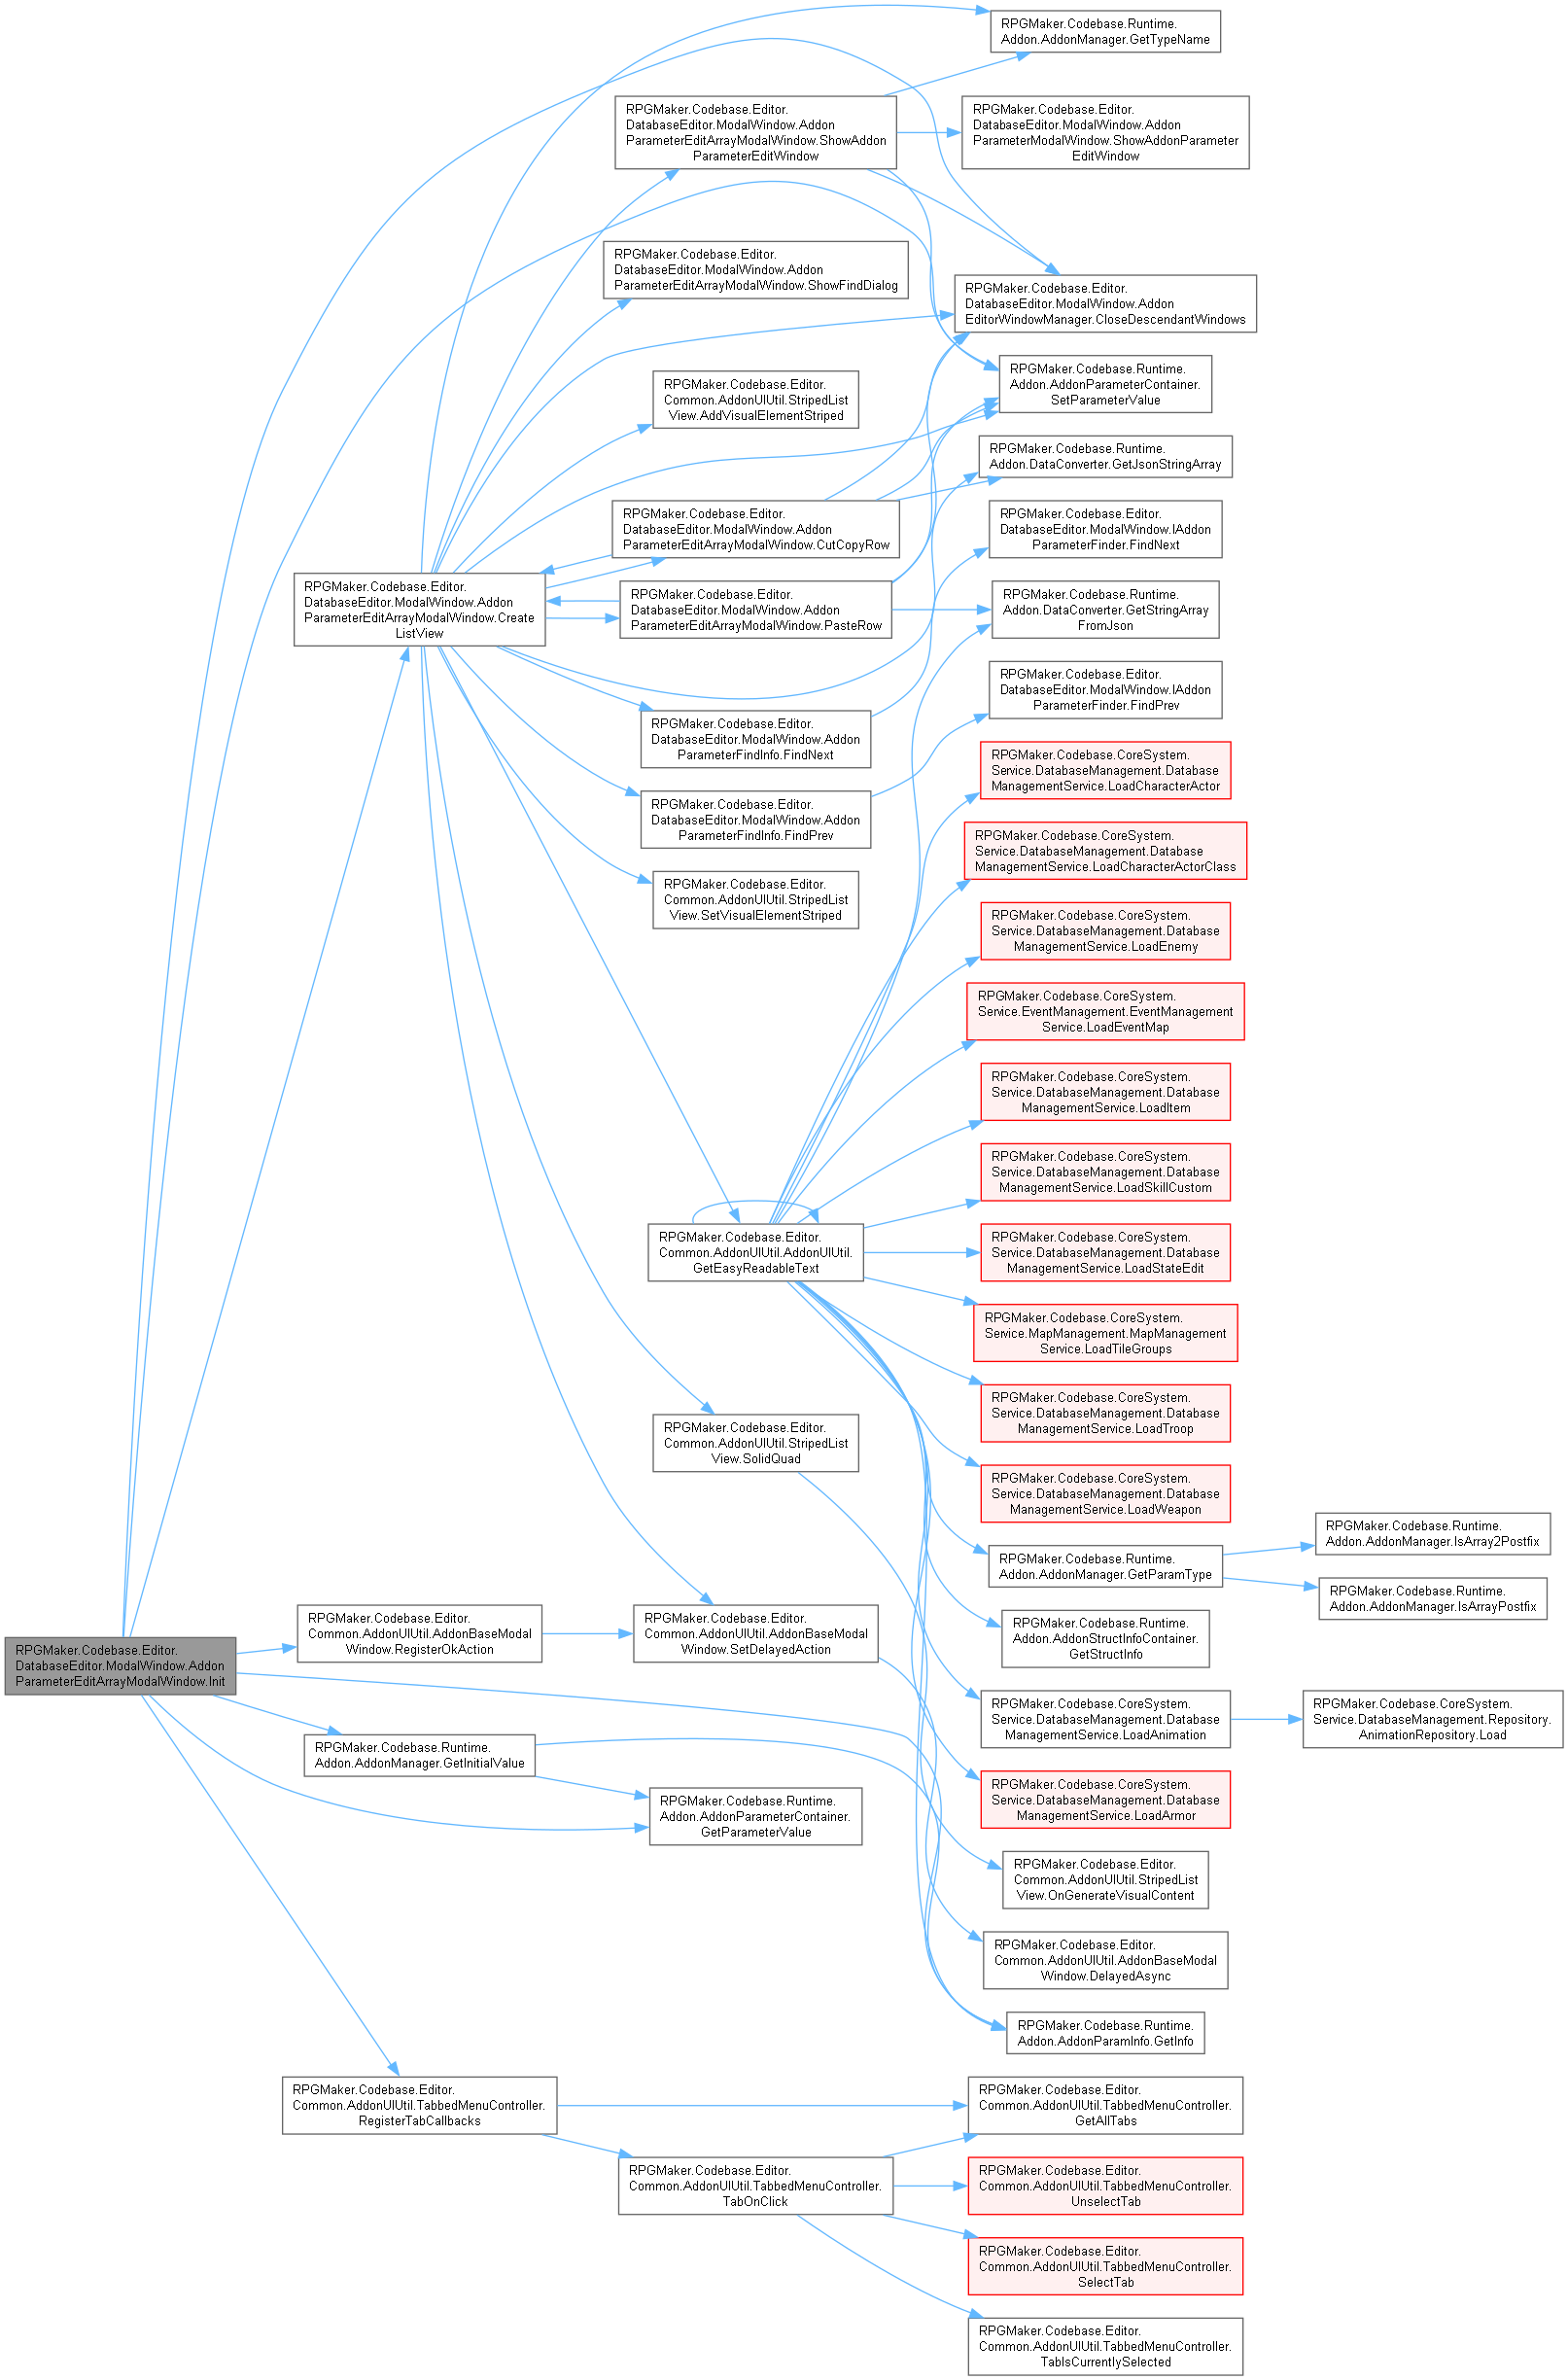 RPGMaker.Codebase.Runtime.
Addon.AddonManager.GetTypeName
RPGMaker.Codebase.Editor.
DatabaseEditor.ModalWindow.Addon
ParameterEditArrayModalWindow.ShowAddon
ParameterEditWindow
RPGMaker.Codebase.Editor.
DatabaseEditor.ModalWindow.Addon
ParameterModalWindow.ShowAddonParameter
EditWindow
RPGMaker.Codebase.Editor.
DatabaseEditor.ModalWindow.Addon
ParameterEditArrayModalWindow.ShowFindDialog
RPGMaker.Codebase.Editor.
DatabaseEditor.ModalWindow.Addon
EditorWindowManager.CloseDescendantWindows
RPGMaker.Codebase.Runtime.
Addon.AddonParameterContainer.
SetParameterValue
RPGMaker.Codebase.Editor.
Common.AddonUIUtil.StripedList
View.AddVisualElementStriped
RPGMaker.Codebase.Runtime.
Addon.DataConverter.GetJsonStringArray
RPGMaker.Codebase.Editor.
DatabaseEditor.ModalWindow.Addon
ParameterEditArrayModalWindow.CutCopyRow
RPGMaker.Codebase.Editor.
DatabaseEditor.ModalWindow.IAddon
ParameterFinder.FindNext
RPGMaker.Codebase.Editor.
DatabaseEditor.ModalWindow.Addon
ParameterEditArrayModalWindow.Create
ListView
RPGMaker.Codebase.Editor.
DatabaseEditor.ModalWindow.Addon
ParameterEditArrayModalWindow.PasteRow
RPGMaker.Codebase.Runtime.
Addon.DataConverter.GetStringArray
FromJson
RPGMaker.Codebase.Editor.
DatabaseEditor.ModalWindow.IAddon
ParameterFinder.FindPrev
RPGMaker.Codebase.Editor.
DatabaseEditor.ModalWindow.Addon
ParameterFindInfo.FindNext
RPGMaker.Codebase.CoreSystem.
Service.DatabaseManagement.Database
ManagementService.LoadCharacterActor
RPGMaker.Codebase.Editor.
DatabaseEditor.ModalWindow.Addon
ParameterFindInfo.FindPrev
RPGMaker.Codebase.CoreSystem.
Service.DatabaseManagement.Database
ManagementService.LoadCharacterActorClass
RPGMaker.Codebase.Editor.
Common.AddonUIUtil.StripedList
View.SetVisualElementStriped
RPGMaker.Codebase.CoreSystem.
Service.DatabaseManagement.Database
ManagementService.LoadEnemy
RPGMaker.Codebase.CoreSystem.
Service.EventManagement.EventManagement
Service.LoadEventMap
RPGMaker.Codebase.CoreSystem.
Service.DatabaseManagement.Database
ManagementService.LoadItem
RPGMaker.Codebase.CoreSystem.
Service.DatabaseManagement.Database
ManagementService.LoadSkillCustom
RPGMaker.Codebase.Editor.
Common.AddonUIUtil.AddonUIUtil.
GetEasyReadableText
RPGMaker.Codebase.CoreSystem.
Service.DatabaseManagement.Database
ManagementService.LoadStateEdit
RPGMaker.Codebase.CoreSystem.
Service.MapManagement.MapManagement
Service.LoadTileGroups
RPGMaker.Codebase.CoreSystem.
Service.DatabaseManagement.Database
ManagementService.LoadTroop
RPGMaker.Codebase.Editor.
Common.AddonUIUtil.StripedList
View.SolidQuad
RPGMaker.Codebase.CoreSystem.
Service.DatabaseManagement.Database
ManagementService.LoadWeapon
RPGMaker.Codebase.Runtime.
Addon.AddonManager.IsArray2Postfix
RPGMaker.Codebase.Runtime.
Addon.AddonManager.GetParamType
RPGMaker.Codebase.Runtime.
Addon.AddonManager.IsArrayPostfix
RPGMaker.Codebase.Editor.
Common.AddonUIUtil.AddonBaseModal
Window.RegisterOkAction
RPGMaker.Codebase.Editor.
Common.AddonUIUtil.AddonBaseModal
Window.SetDelayedAction
RPGMaker.Codebase.Runtime.
Addon.AddonStructInfoContainer.
GetStructInfo
RPGMaker.Codebase.Editor.
DatabaseEditor.ModalWindow.Addon
ParameterEditArrayModalWindow.Init
RPGMaker.Codebase.CoreSystem.
Service.DatabaseManagement.Database
ManagementService.LoadAnimation
RPGMaker.Codebase.CoreSystem.
Service.DatabaseManagement.Repository.
AnimationRepository.Load
RPGMaker.Codebase.Runtime.
Addon.AddonManager.GetInitialValue
RPGMaker.Codebase.CoreSystem.
Service.DatabaseManagement.Database
ManagementService.LoadArmor
RPGMaker.Codebase.Runtime.
Addon.AddonParameterContainer.
GetParameterValue
RPGMaker.Codebase.Editor.
Common.AddonUIUtil.StripedList
View.OnGenerateVisualContent
RPGMaker.Codebase.Editor.
Common.AddonUIUtil.AddonBaseModal
Window.DelayedAsync
RPGMaker.Codebase.Runtime.
Addon.AddonParamInfo.GetInfo
RPGMaker.Codebase.Editor.
Common.AddonUIUtil.TabbedMenuController.
RegisterTabCallbacks
RPGMaker.Codebase.Editor.
Common.AddonUIUtil.TabbedMenuController.
GetAllTabs
RPGMaker.Codebase.Editor.
Common.AddonUIUtil.TabbedMenuController.
TabOnClick
RPGMaker.Codebase.Editor.
Common.AddonUIUtil.TabbedMenuController.
UnselectTab
RPGMaker.Codebase.Editor.
Common.AddonUIUtil.TabbedMenuController.
SelectTab
RPGMaker.Codebase.Editor.
Common.AddonUIUtil.TabbedMenuController.
TabIsCurrentlySelected